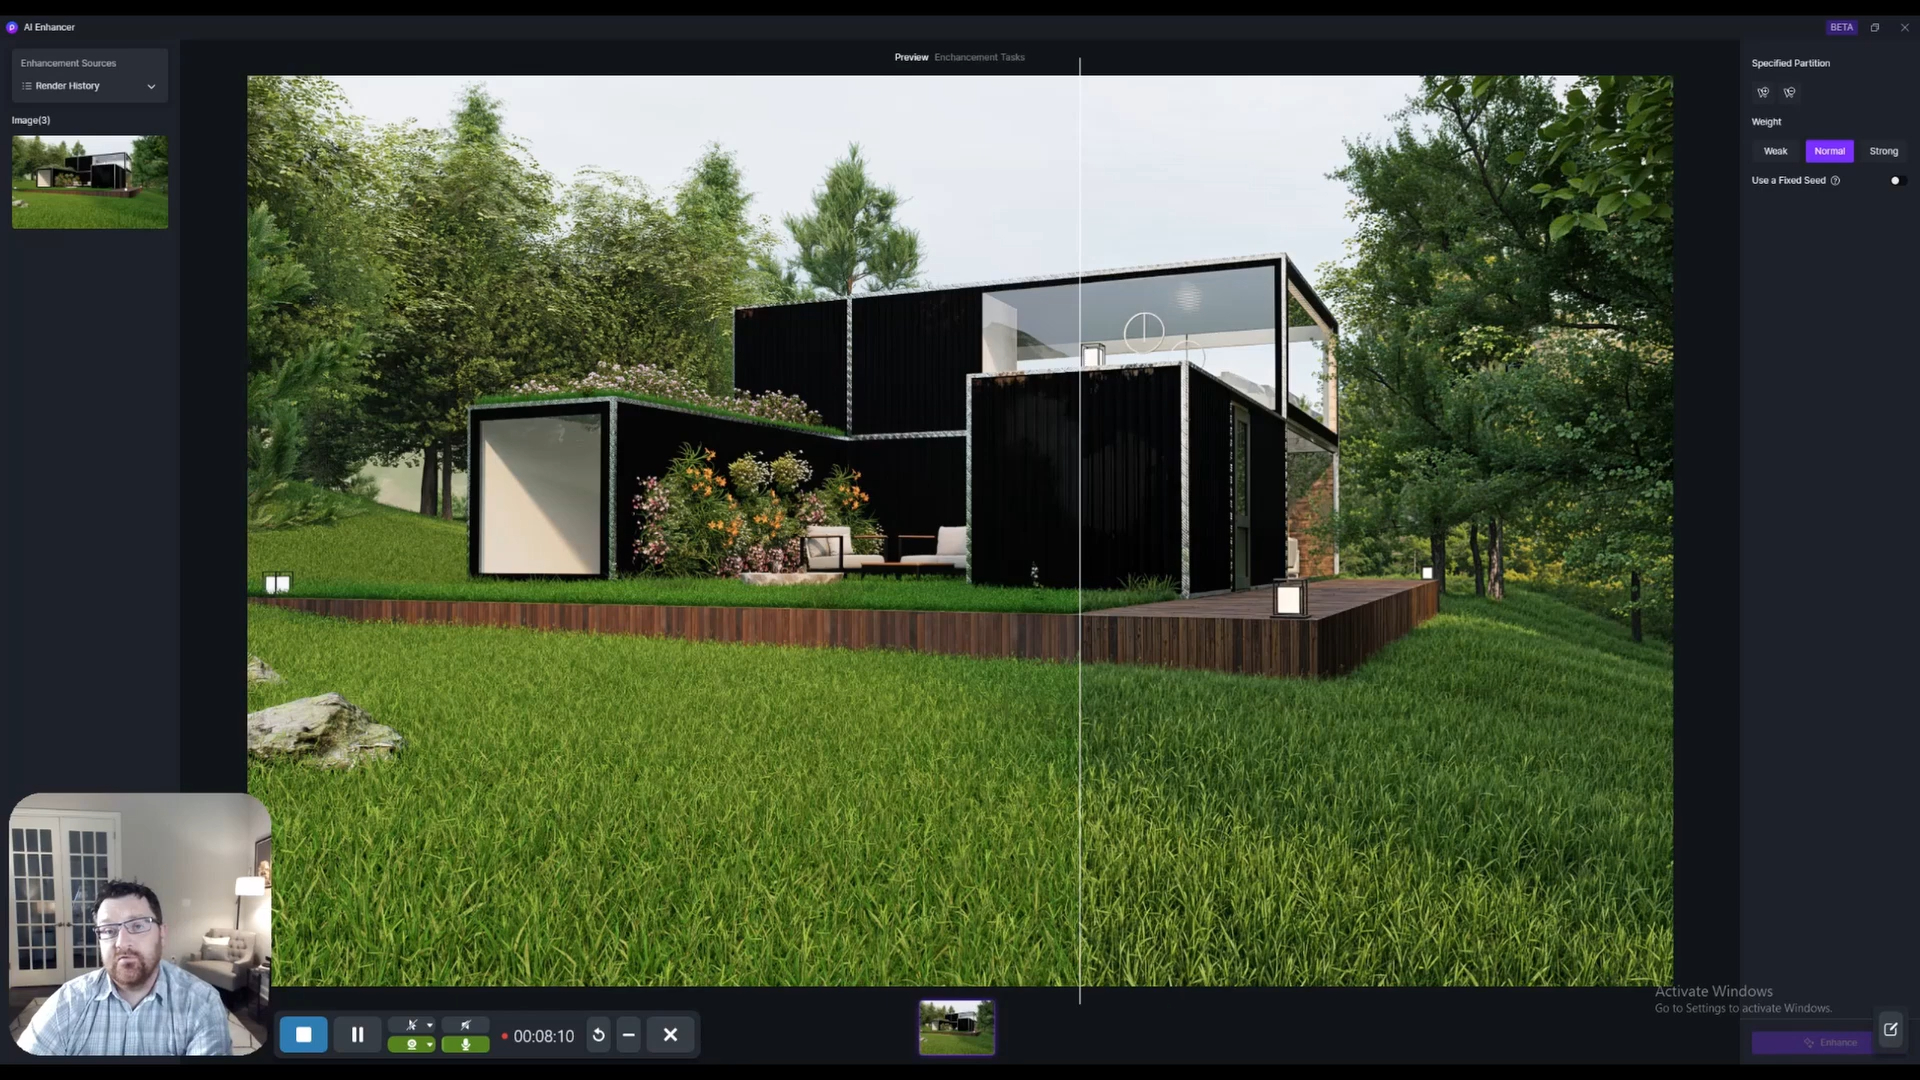 AI Enhancer
BETA
Enhancement Sources
Render History
Image(3)
Preview Enchancement Tasks
Specified Partition
Weight
Weak Normal Strong
Use a Fixed Seed
00:08:10
Activate Windows
Go to Settings to activate Windows.
Enhance